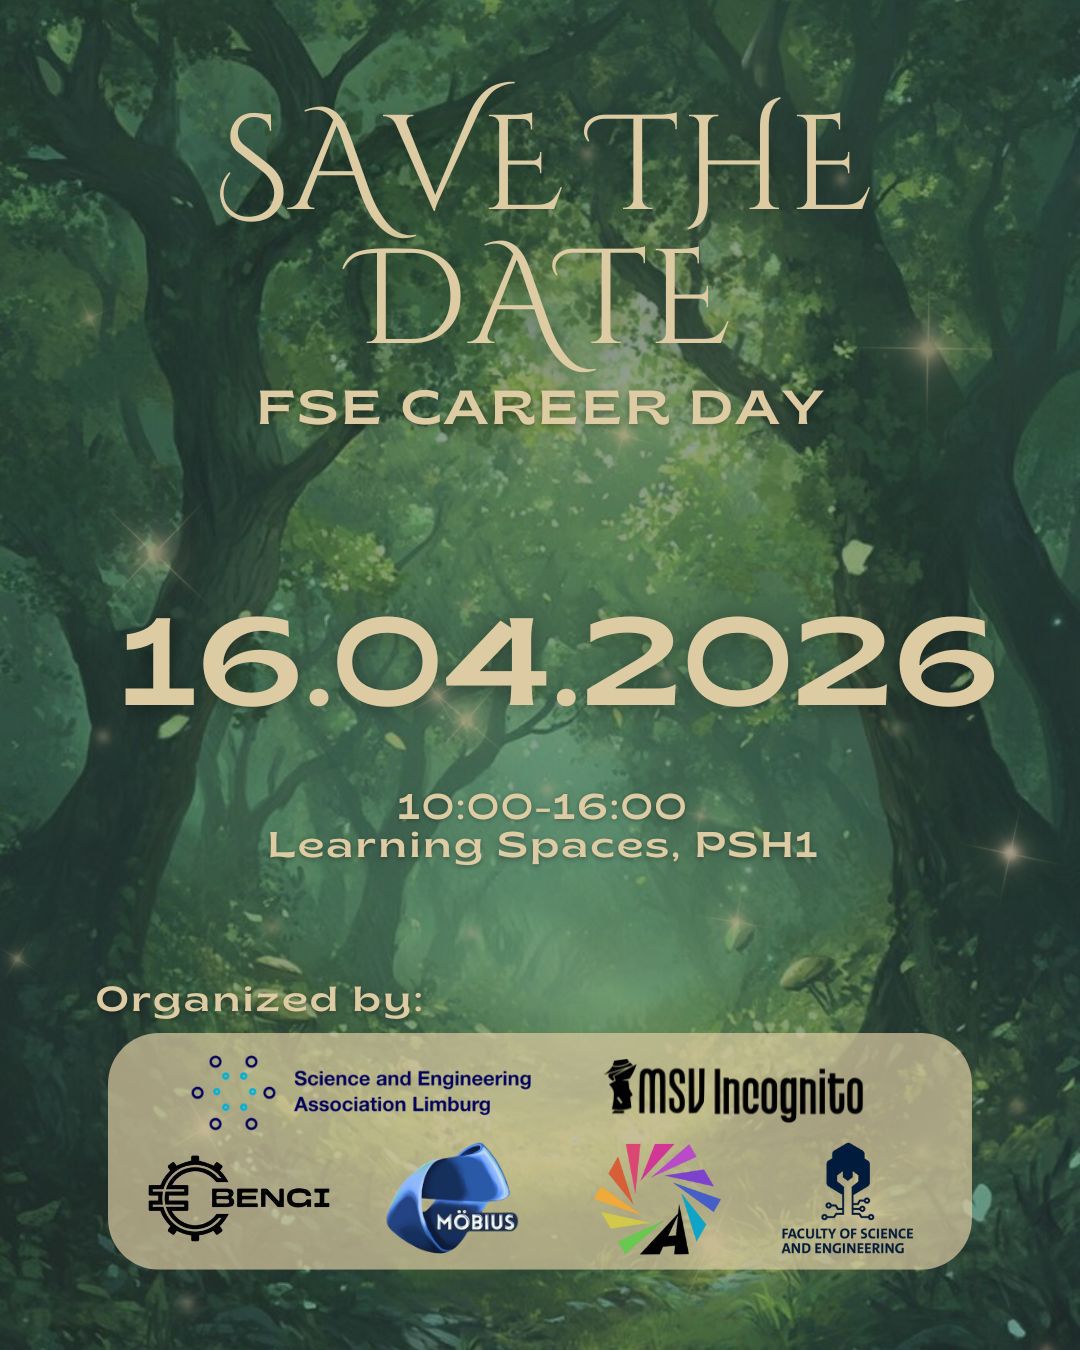 SAVE THE
DATE
FSE CAREER DAY
16.04.2026
10:00-16:00
Learning Spaces, PSH1
Organized by:
Science and Engineering
Association Limburg
MSV Incognito
BENGI
MÖBIUS
A
FACULTY OF SCIENCE
AND ENGINEERING